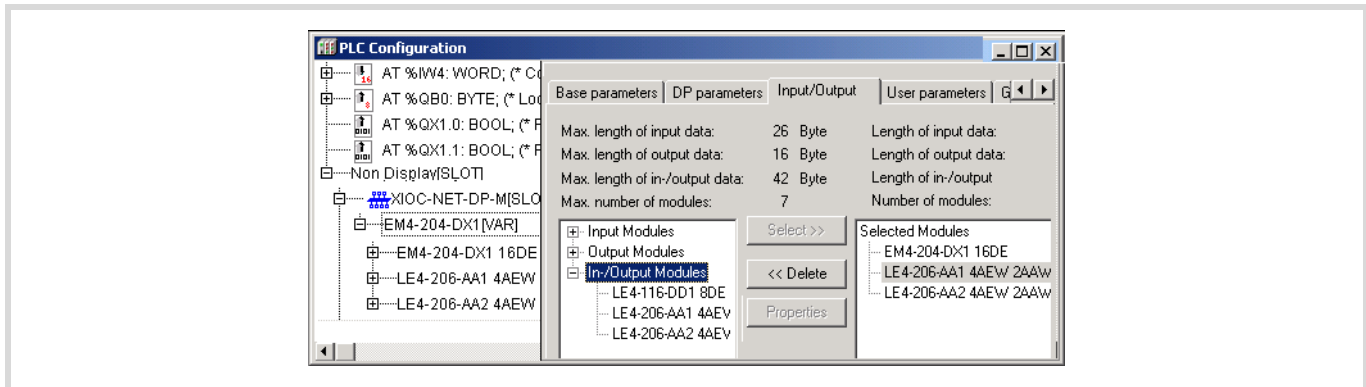 PLC Configuration
AT %IW4: WORD; (* Co
AT %QB0: BYTE; (* Loc
AT %QX1.0: BOOL; (* F
AT %QX1.1: BOOL; (* F
Non Display[SLOT]
XIOC-NET-DP-M[SLO
EM4-204-DX1[VAR]
EM4-204-DX1 16DE
LE4-206-AA1 4AEW
LE4-206-AA2 4AEW
Base parameters DP parameters Input/Output User parameters G
Max. length of input data: 26 Byte Length of input data:
Max. length of output data: 16 Byte Length of output data:
Max. length of in-/output data: 42 Byte Length of in-/output
Max. number of modules: 7 Number of modules:
Input Modules
Output Modules
In-/Output Modules
LE4-116-DD1 8DE
LE4-206-AA1 4AEV
LE4-206-AA2 4AEV
Select >>
<< Delete
Properties
Selected Modules
EM4-204-DX1 16DE
LE4-206-AA1 4AEW 2AAW
LE4-206-AA2 4AEW 2AAW